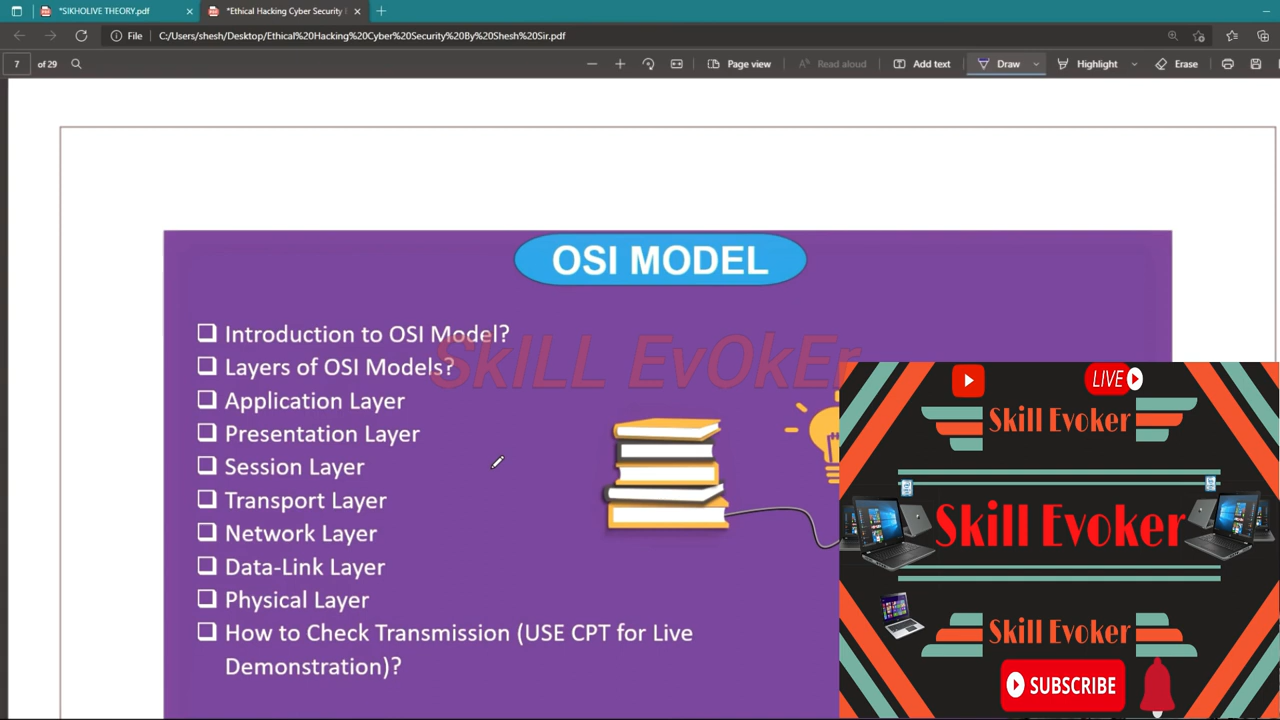 *SIKHOLIVE THEORY.pdf
*Ethical Hacking Cyber Security
File
C:/Users/shesh/Desktop/Ethical%20Hacking%20Cyber%20Security%20By%20Shesh%20Sir.pdf
7 of 29
Page view
Read aloud
Add text
Draw
Highlight
Erase
OSI MODEL
Introduction to OSI Model?
Layers of OSI Models?
SkILL EvOkEr
Application Layer
Presentation Layer
Session Layer
Transport Layer
Network Layer
Data-Link Layer
Physical Layer
How to Check Transmission (USE CPT for Live
Demonstration)?
LIVE
Skill Evoker
Skill Evoker
Skill Evoker
SUBSCRIBE